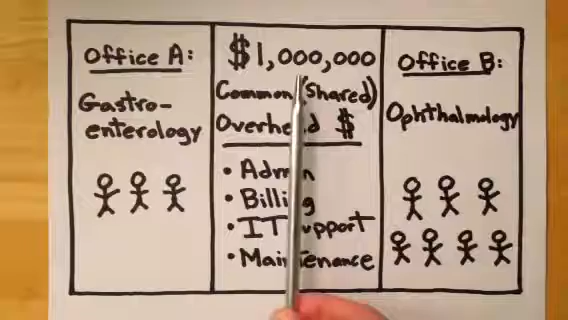 Office A:
Gastro-
enterology
$1,000,000
Common (Shared)
Overhead $
• Admin
• Billing
• IT Support
• Maintenance
Office B:
Ophthalmology